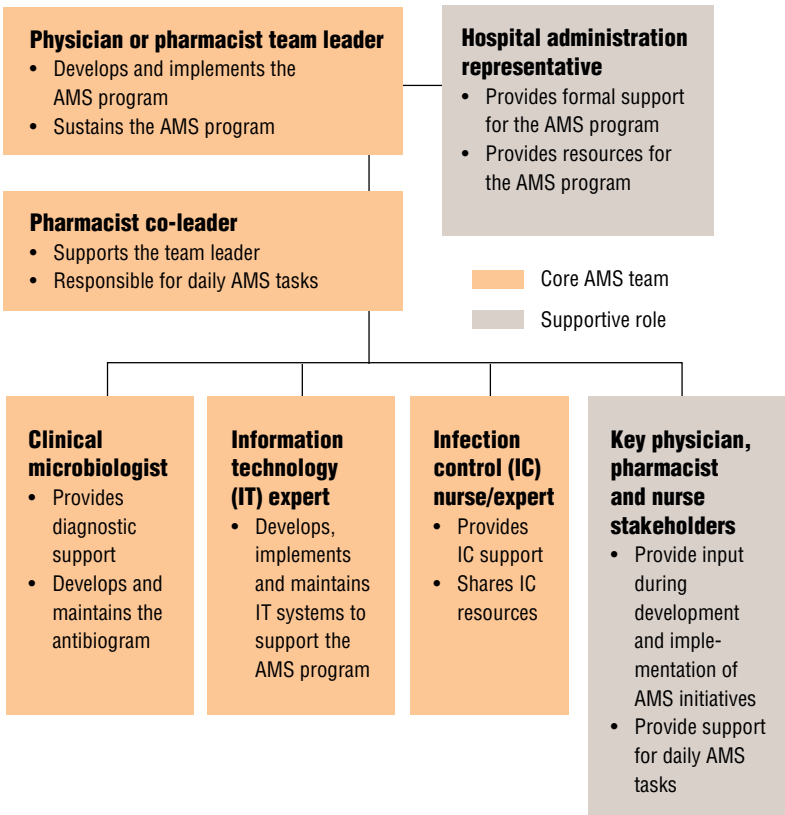 Physician or pharmacist team leader
• Develops and implements the
AMS program
• Sustains the AMS program
Hospital administration
representative
• Provides formal support
for the AMS program
• Provides resources for
the AMS program
Pharmacist co-leader
• Supports the team leader
• Responsible for daily AMS tasks
Core AMS team
Supportive role
Clinical
microbiologist
• Provides
diagnostic
support
• Develops and
maintains the
antibiogram
Information
technology
(IT) expert
• Develops,
implements
and maintains
IT systems to
support the
AMS program
Infection
control (IC)
nurse/expert
• Provides
IC support
• Shares IC
resources
Key physician,
pharmacist
and nurse
stakeholders
• Provide input
during
development
and imple-
mentation of
AMS initiatives
• Provide support
for daily AMS
tasks